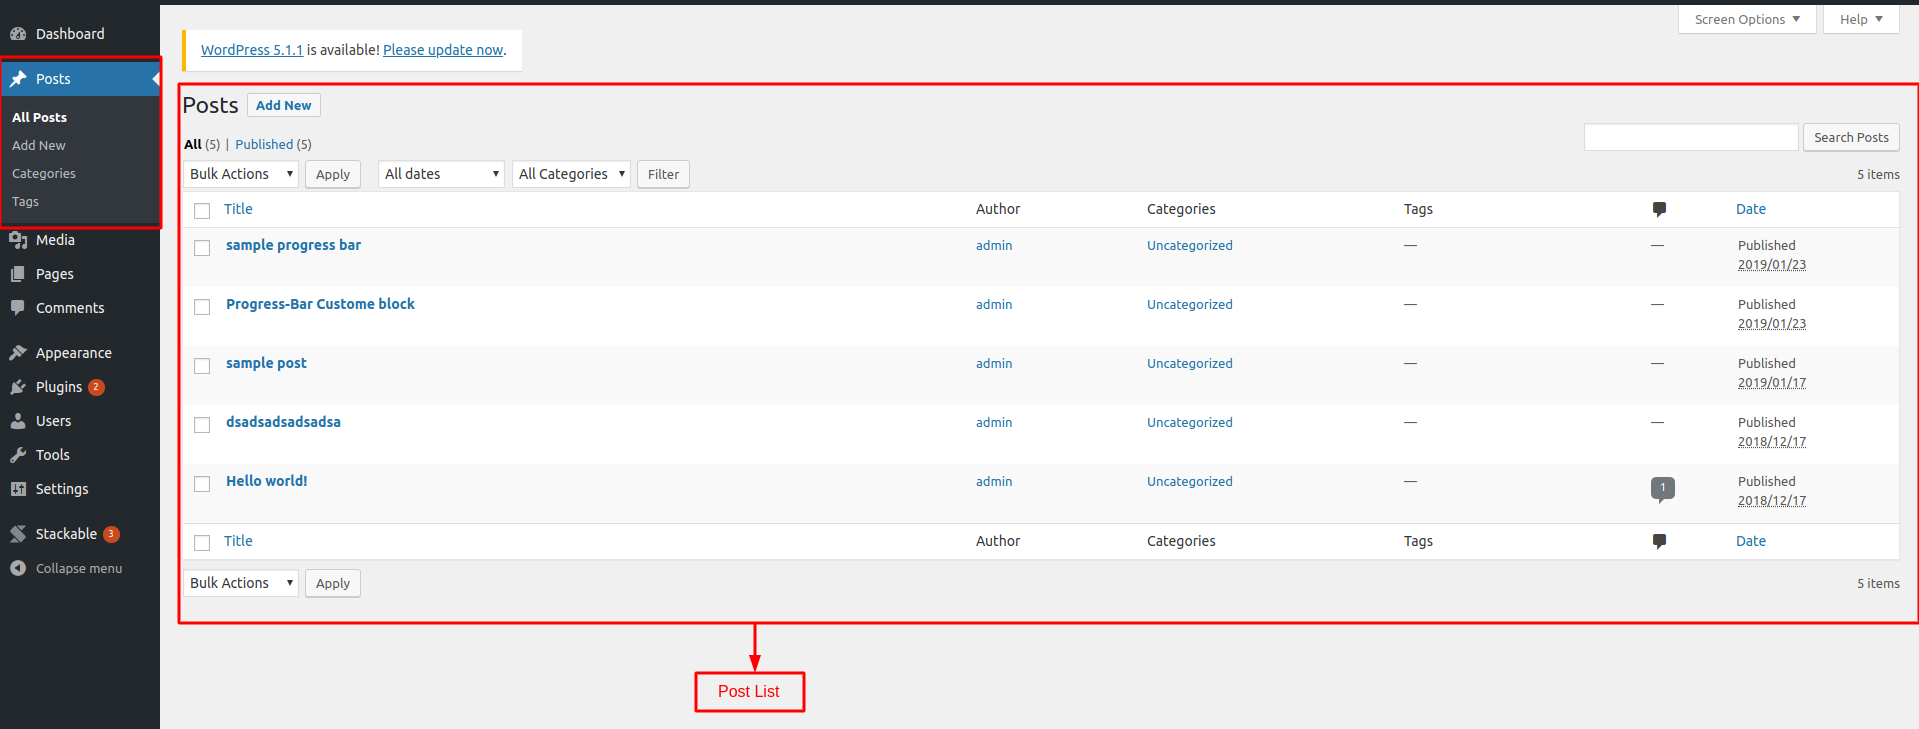 Dashboard
Posts
All Posts
Add New
Categories
Tags
Media
Pages
Comments
Appearance
Plugins 2
Users
Tools
Settings
Stackable 3
Collapse menu
Screen Options ▼ Help ▼
WordPress 5.1.1 is available! Please update now.
Posts Add New
All (5) | Published (5)
Search Posts
Bulk Actions Apply All dates All Categories Filter 5 items
Title Author Categories Tags Date
sample progress bar admin Uncategorized — — Published
2019/01/23
Progress-Bar Custome block admin Uncategorized — — Published
2019/01/23
sample post admin Uncategorized — — Published
2019/01/17
dsadsadsadsadsa admin Uncategorized — — Published
2018/12/17
Hello world! admin Uncategorized — 1 Published
2018/12/17
Title Author Categories Tags Date
Bulk Actions Apply 5 items
Post List